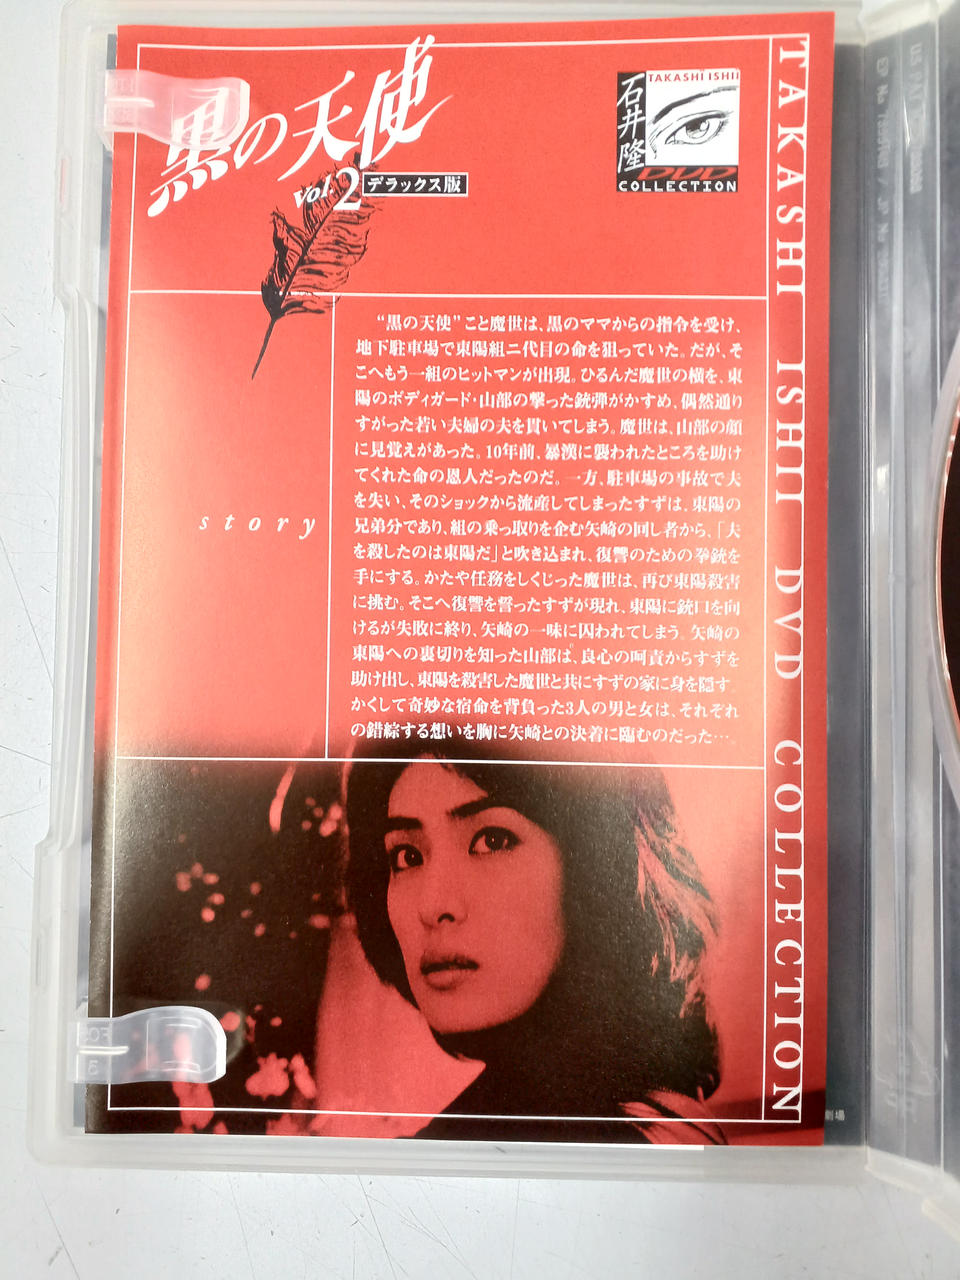 黒の天使
Vol.2 デラックス版
TAKASHI ISHII
石井隆
DVD
COLLECTION
TAKASHI ISHII DVD COLLECTION
story
“黒の天使”こと魔世は、黒のママからの指令を受け、
地下駐車場で東陽組二代目の命を狙っていた。だが、そ
こへもう一組のヒットマンが出現。ひるんだ魔世の横を、東
陽のボディガード・山部の撃った銃弾がかすめ、偶然通り
すがった若い夫婦の夫を貫いてしまう。魔世は、山部の顔
に見覚えがあった。10年前、暴漢に襲われたところを助け
てくれた命の恩人だったのだ。一方、駐車場の事故で夫
を失い、そのショックから流産してしまったすずは、東陽の
兄弟分であり、組の乗っ取りを企む矢崎の回し者から、「夫
を殺したのは東陽だ」と吹き込まれ、復讐のための拳銃を
手にする。かたや任務をしくじった魔世は、再び東陽殺害
に挑む。そこへ復讐を誓ったすずが現れ、東陽に銃口を向
けるが失敗に終り、矢崎の一味に囚われてしまう。矢崎の
東陽への裏切りを知った山部は、良心の呵責からすずを
助け出し、東陽を殺害した魔世と共にすずの家に身を隠す。
かくして奇妙な宿命を背負った3人の男と女は、それぞれ
の錯綜する想いを胸に矢崎との決着に臨むのだった…。
劇場